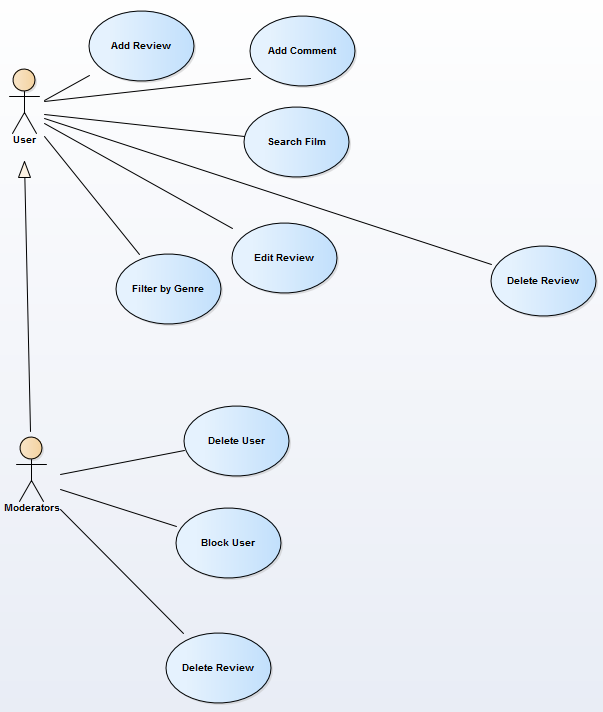 Add Review
Add Comment
User
Search Film
Edit Review
Delete Review
Filter by Genre
Delete User
Moderators
Block User
Delete Review